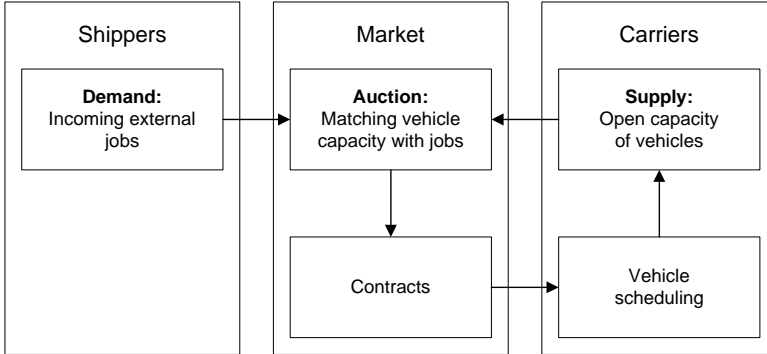 Shippers
Market
Carriers
Demand:
Incoming external
jobs
Auction:
Matching vehicle
capacity with jobs
Supply:
Open capacity
of vehicles
Contracts
Vehicle
scheduling